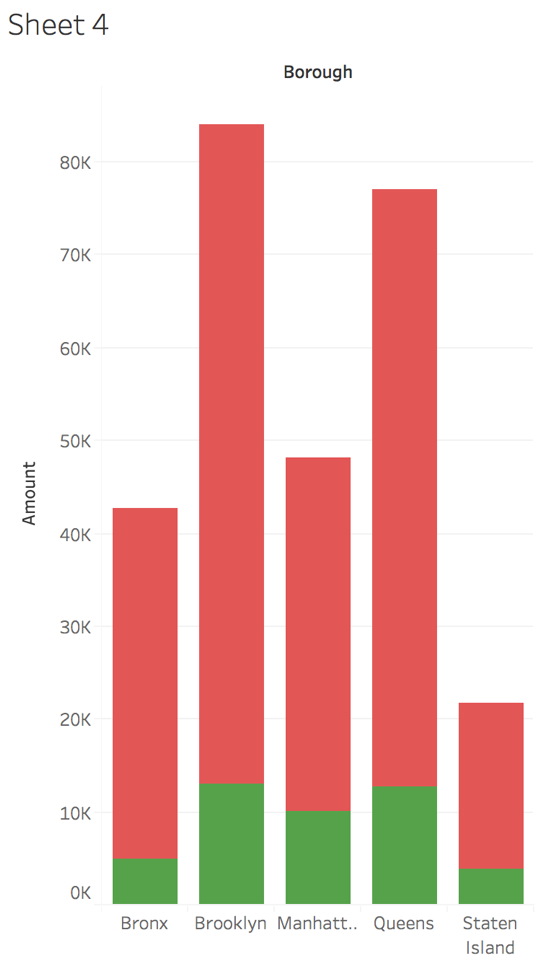 Sheet 4
Borough
80K
70K
60K
50K
40K
30K
20K
10K
0K
Amount
Bronx Brooklyn Manhatt.. Queens Staten
Island